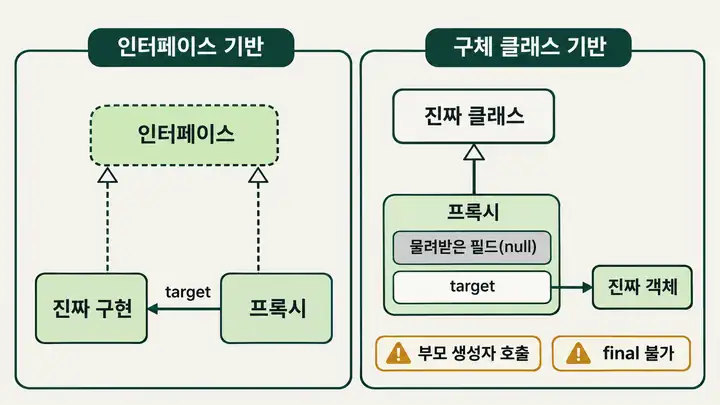 인터페이스 기반
인터페이스
진짜 구현
target
프록시
구체 클래스 기반
진짜 클래스
프록시
물려받은 필드(null)
target
진짜 객체
부모 생성자 호출
final 불가